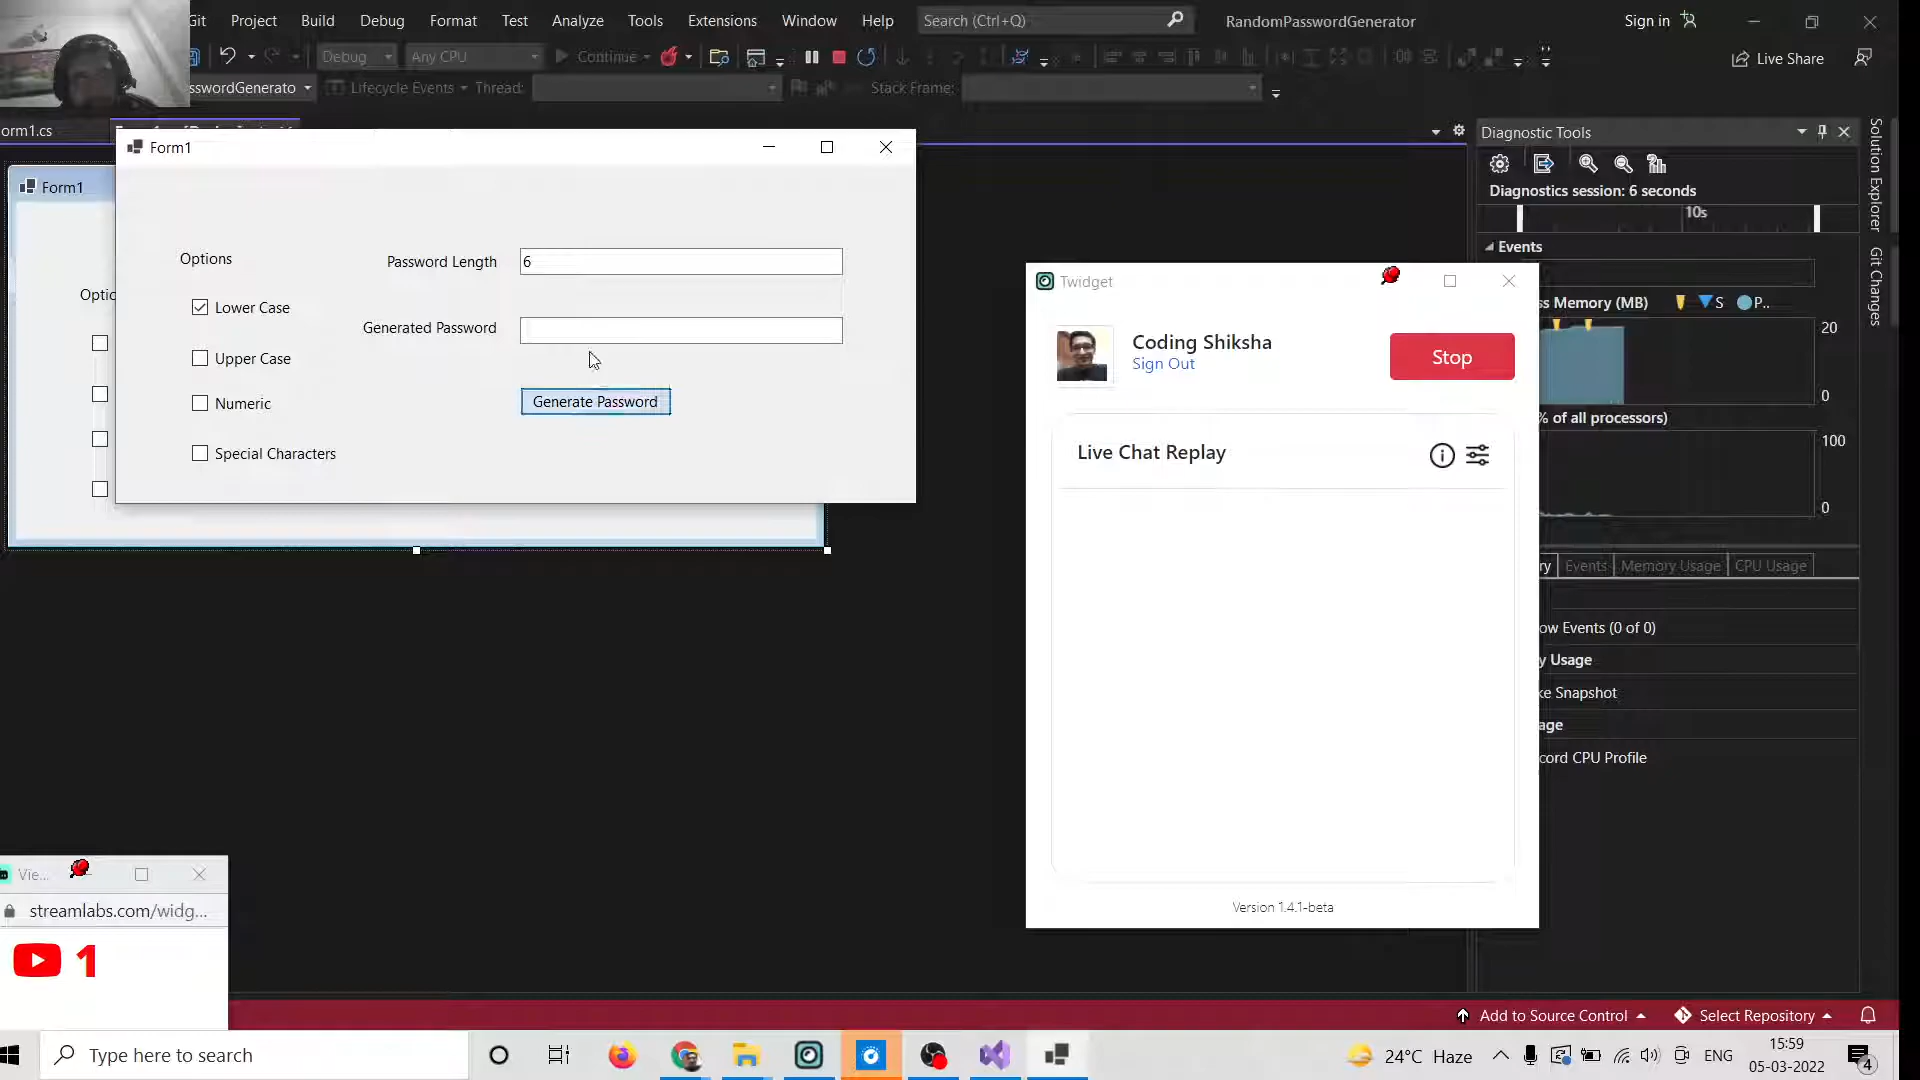 Git Project Build Debug Format Test Analyze Tools Extensions Window Help Search (Ctrl+Q) RandomPasswordGenerator Sign in
Debug Any CPU Continue Live Share
sswordGenerato Lifecycle Events Thread: Stack Frame:
orm1.cs
Form1
Form1
Options
Password Length 6
Lower Case
Generated Password
Upper Case
Numeric
Generate Password
Special Characters
Optic
Twidget
Coding Shiksha
Sign Out
Stop
Live Chat Replay
Version 1.4.1-beta
Diagnostic Tools
Diagnostics session: 6 seconds
10s
Events
ss Memory (MB) S P..
20
0
% of all processors)
100
0
ry Events Memory Usage CPU Usage
ow Events (0 of 0)
y Usage
ke Snapshot
age
cord CPU Profile
Solution Explorer
Git Changes
Vie...
streamlabs.com/widg...
1
Add to Source Control Select Repository
Type here to search
24°C Haze
ENG
15:59
05-03-2022
4